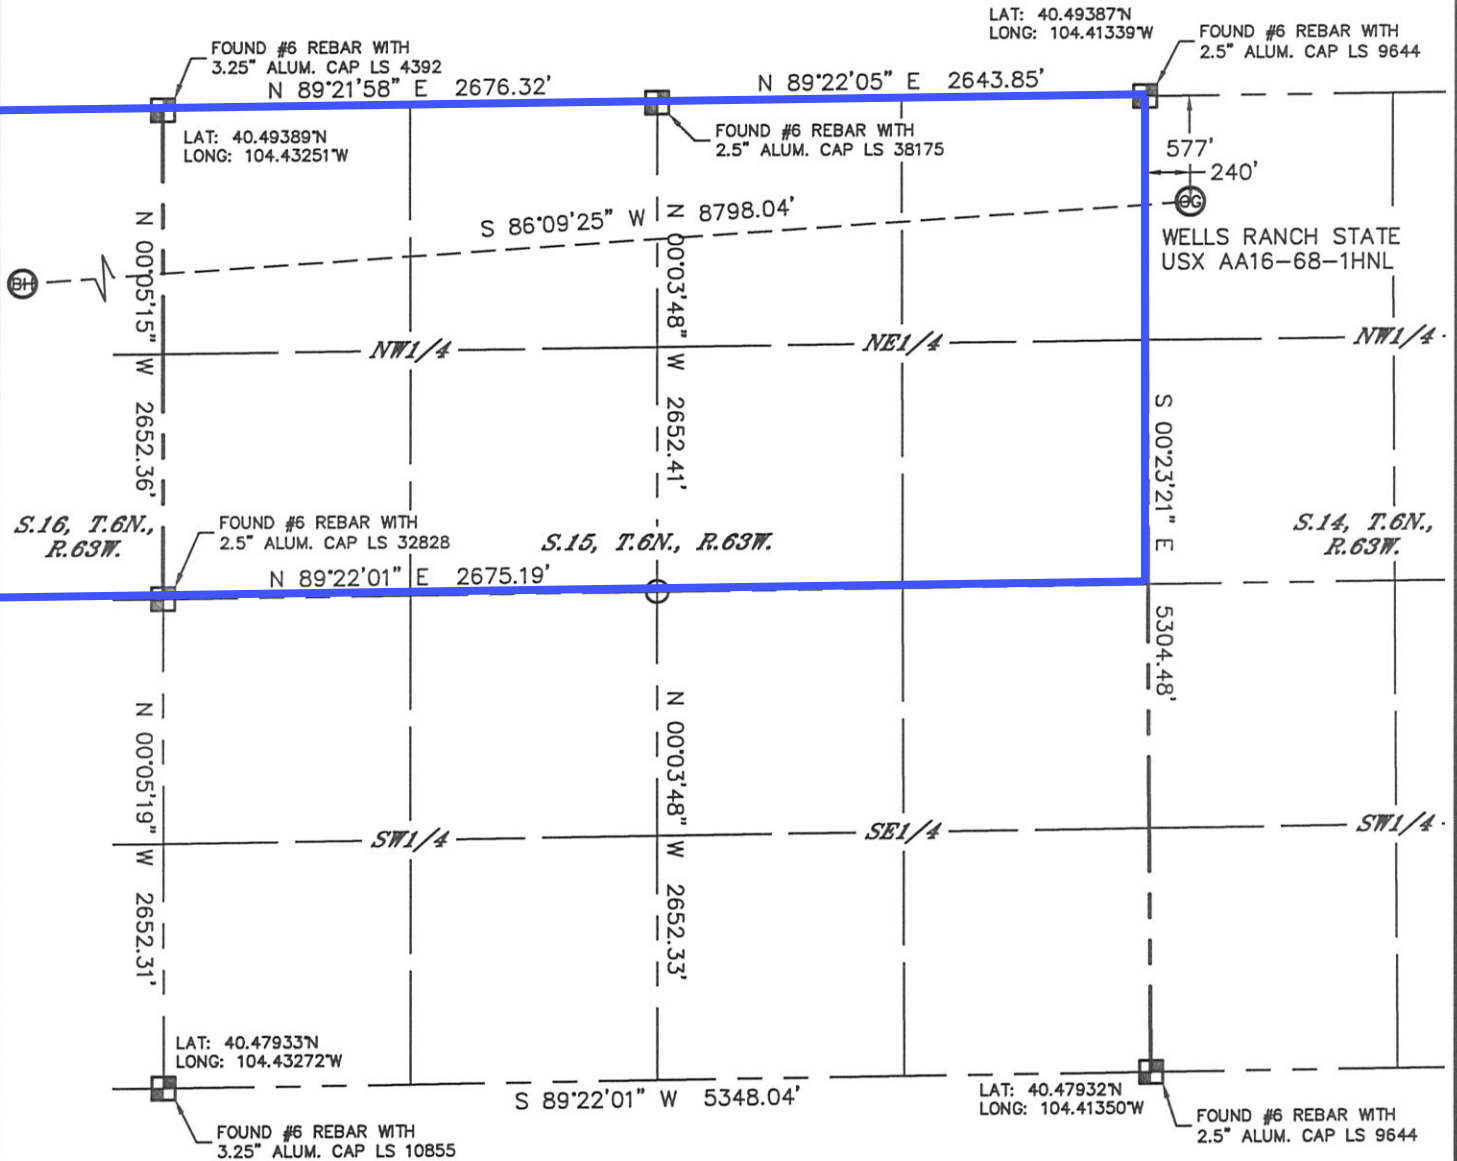 LAT: 40.49387°N
LONG: 104.41339°W
FOUND #6 REBAR WITH
2.5" ALUM. CAP LS 9644
FOUND #6 REBAR WITH
3.25" ALUM. CAP LS 4392
N 89°21'58" E 2676.32'
N 89°22'05" E 2643.85'
LAT: 40.49389°N
LONG: 104.43251°W
FOUND #6 REBAR WITH
2.5" ALUM. CAP LS 38175
577'
240'
OG
WELLS RANCH STATE
USX AA16-68-1HNL
S 86°09'25" W 8798.04'
BH
N 00°05'15" W 2652.36'
N 00°03'48" W 2652.41'
NW1/4
NE1/4
NW1/4
S 00°23'21" E 5304.48'
S.16, T.6N.,
R.63W.
FOUND #6 REBAR WITH
2.5" ALUM. CAP LS 32828
S.15, T.6N., R.63W.
S.14, T.6N.,
R.63W.
N 89°22'01" E 2675.19'
N 00°05'19" W 2652.31'
N 00°03'48" W 2652.33'
SW1/4
SE1/4
SW1/4
LAT: 40.47933°N
LONG: 104.43272°W
S 89°22'01" W 5348.04'
LAT: 40.47932°N
LONG: 104.41350°W
FOUND #6 REBAR WITH
3.25" ALUM. CAP LS 10855
FOUND #6 REBAR WITH
2.5" ALUM. CAP LS 9644